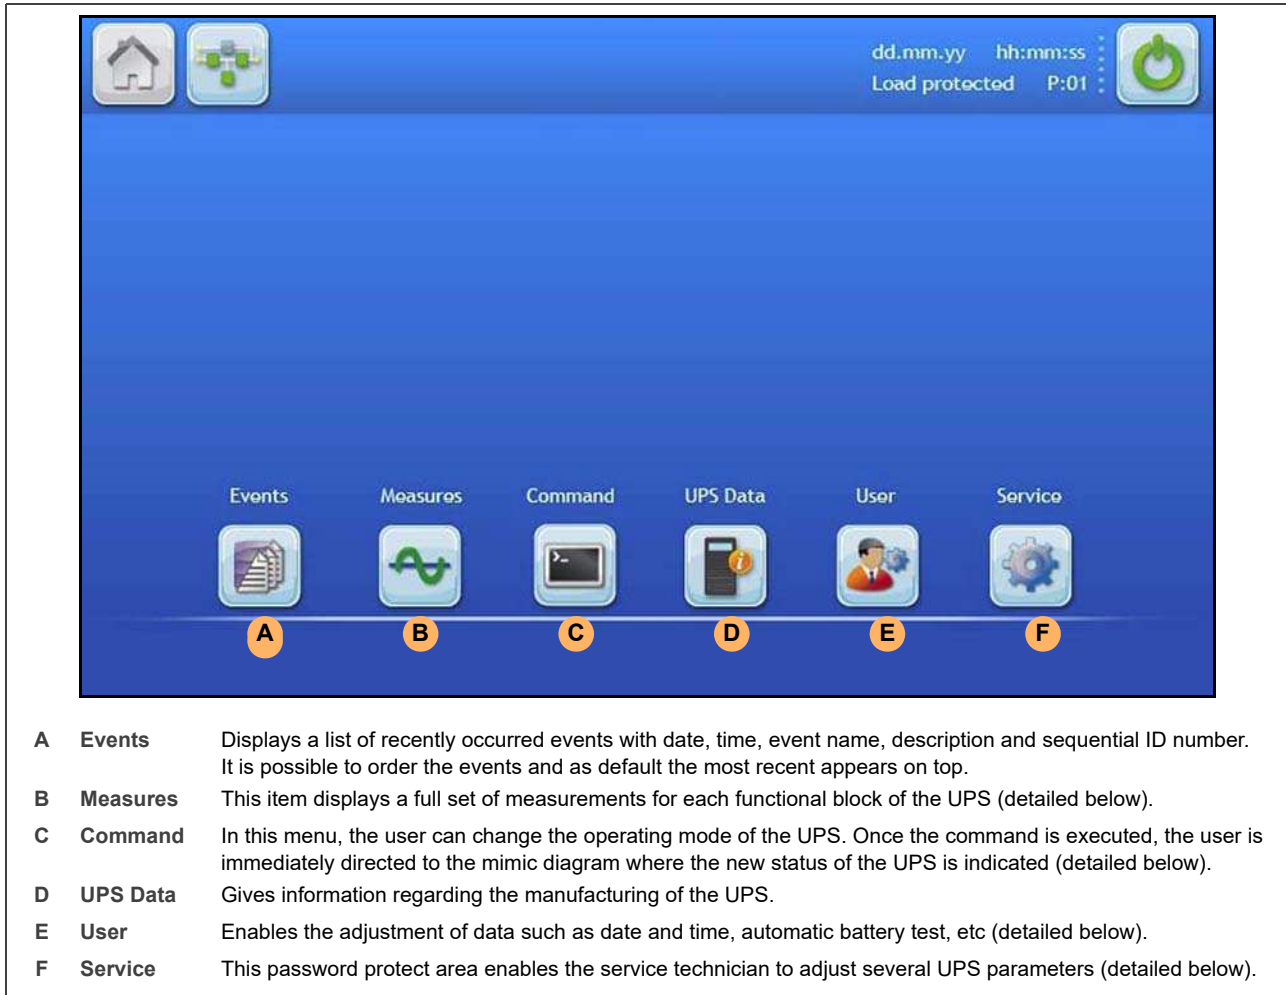 dd.mm.yy hh:mm:ss
Load protected P:01
Events Measures Command UPS Data User Service
>_ i
A B C D E F
A Events Displays a list of recently occurred events with date, time, event name, description and sequential ID number.
It is possible to order the events and as default the most recent appears on top.
B Measures This item displays a full set of measurements for each functional block of the UPS (detailed below).
C Command In this menu, the user can change the operating mode of the UPS. Once the command is executed, the user is
immediately directed to the mimic diagram where the new status of the UPS is indicated (detailed below).
D UPS Data Gives information regarding the manufacturing of the UPS.
E User Enables the adjustment of data such as date and time, automatic battery test, etc (detailed below).
F Service This password protect area enables the service technician to adjust several UPS parameters (detailed below).